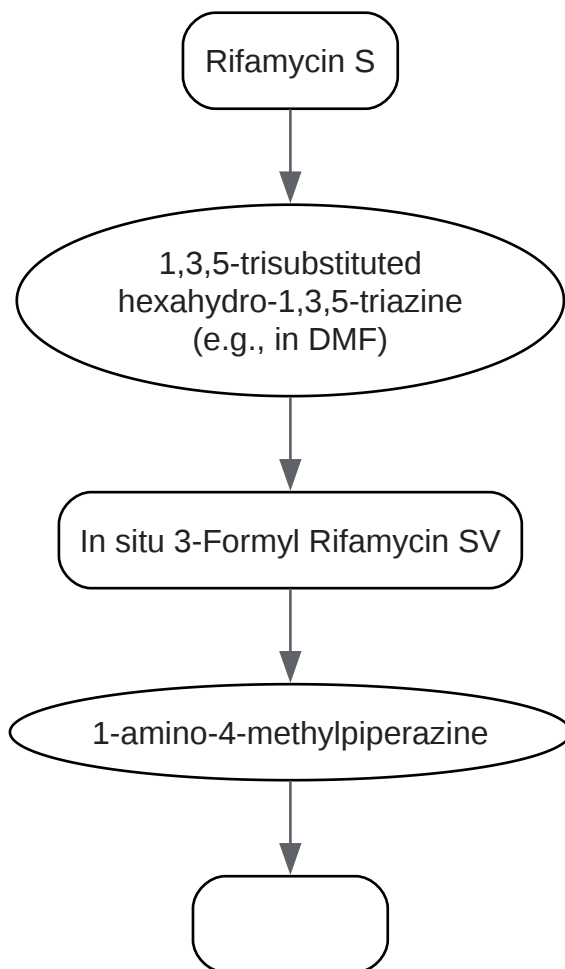 Rifamycin S
1,3,5-trisubstituted
hexahydro-1,3,5-triazine
(e.g., in DMF)
In situ 3-Formyl Rifamycin SV
1-amino-4-methylpiperazine